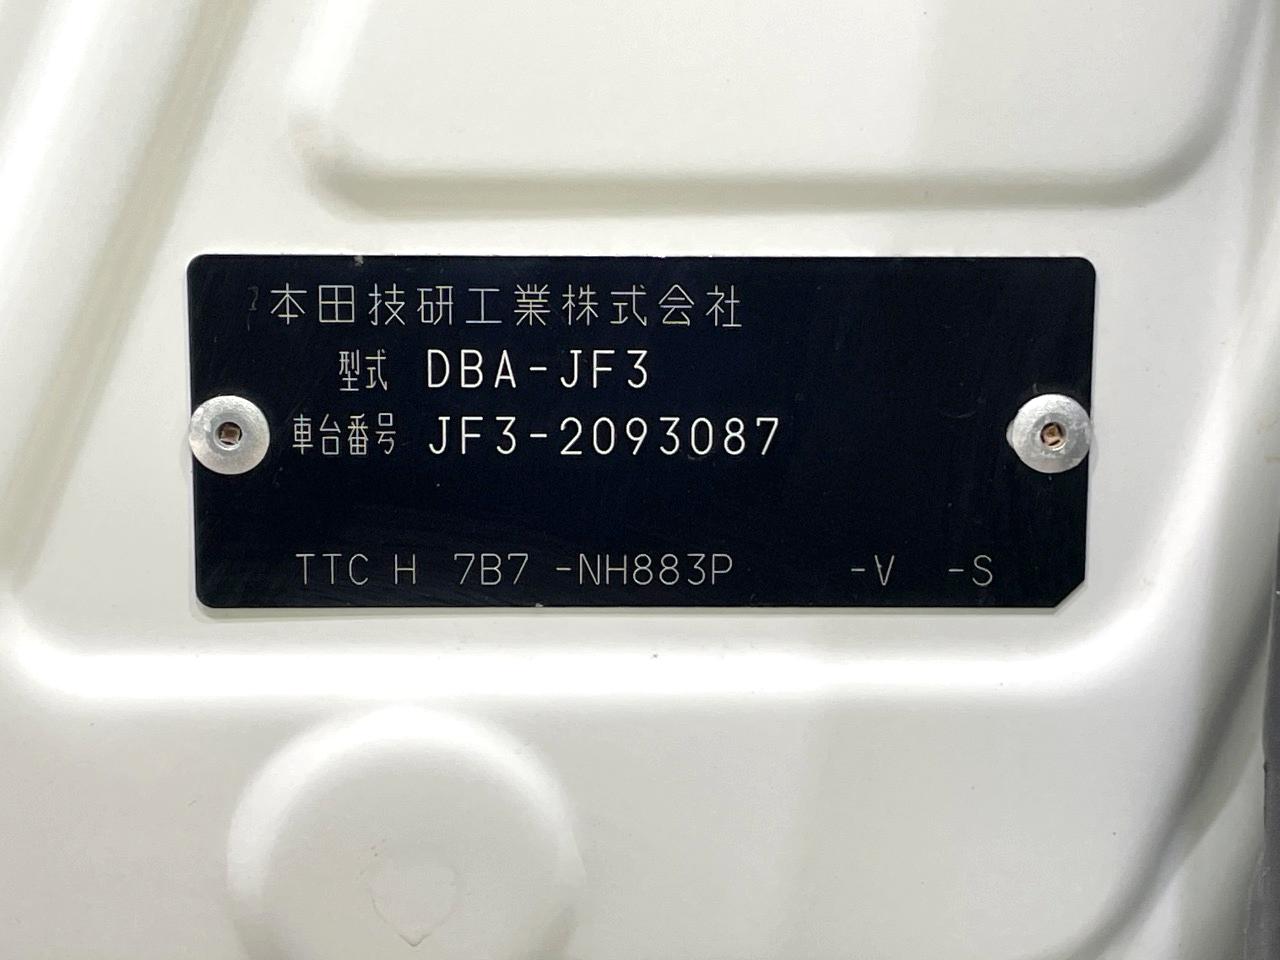 本田技研工業株式会社
型式 DBA-JF3
車台番号 JF3-2093087
TTC H 7B7 -NH883P -V -S